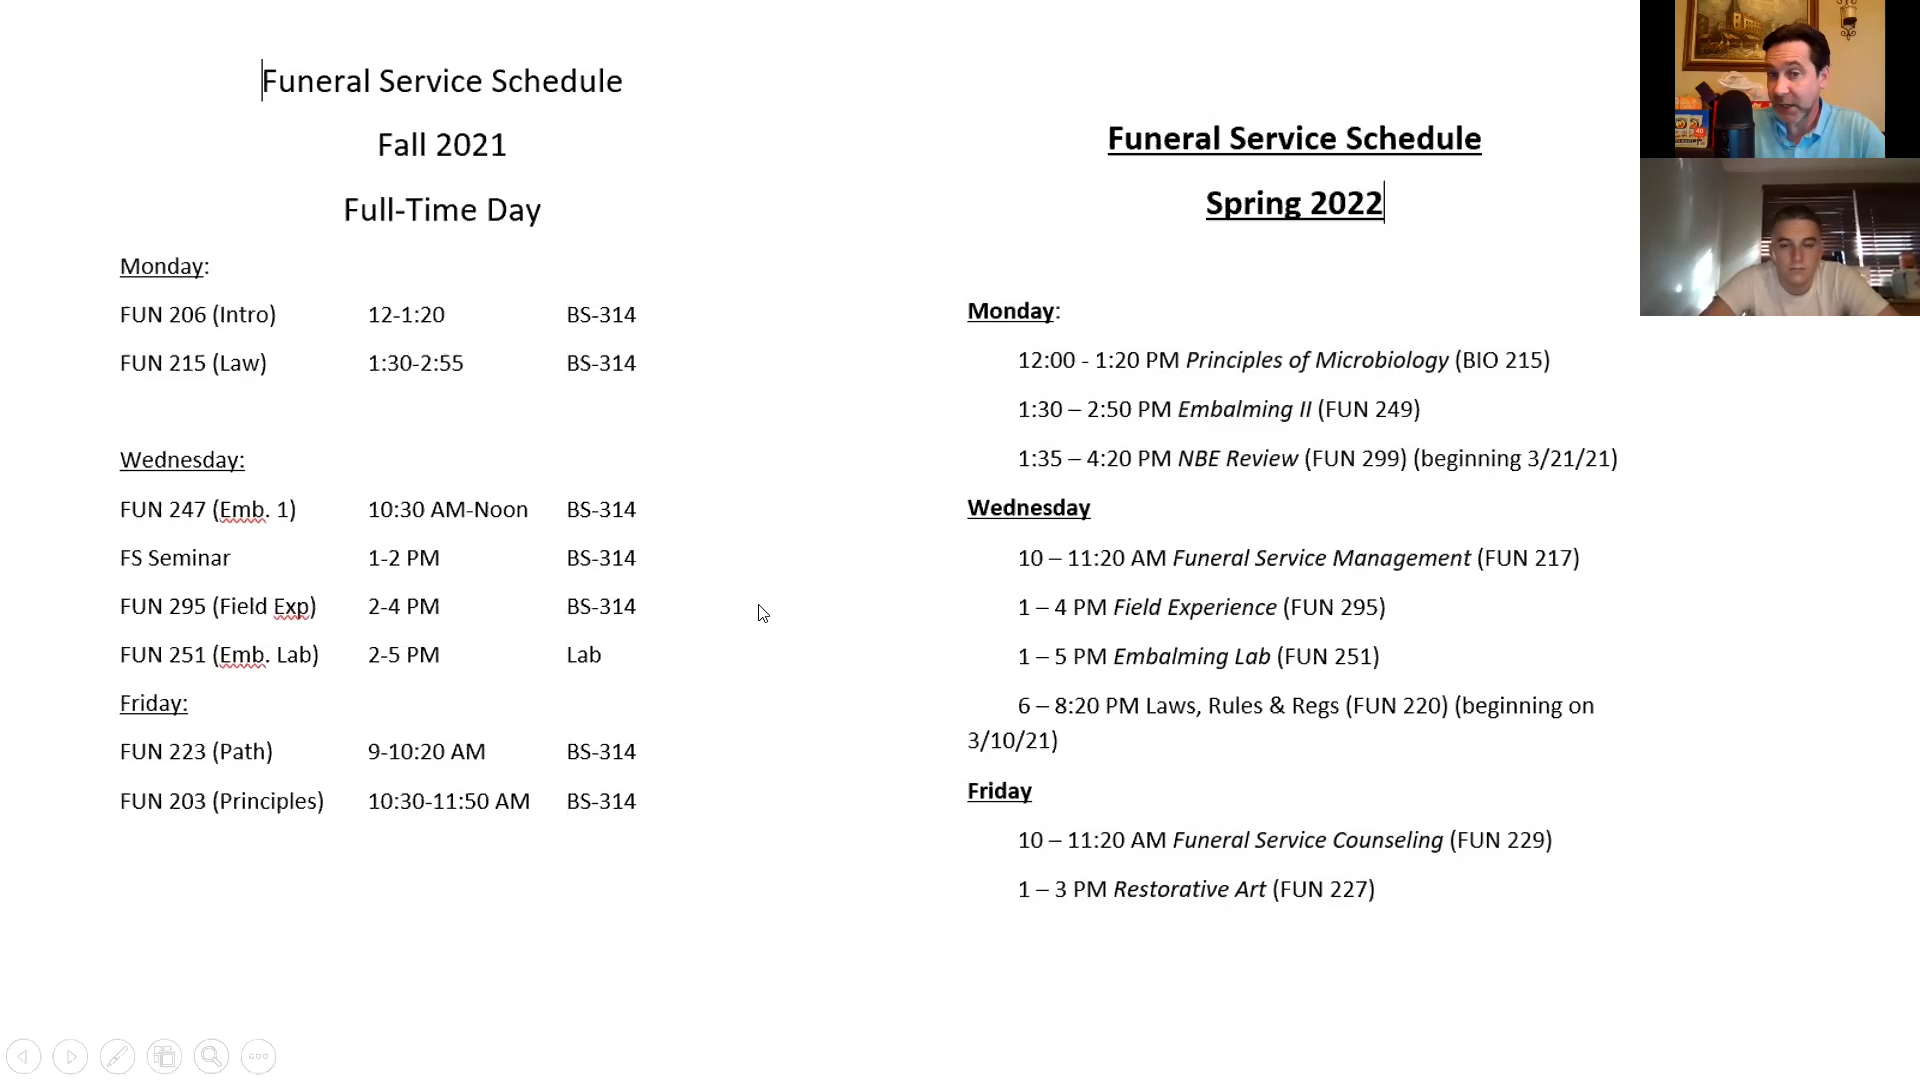 Funeral Service Schedule
Fall 2021
Full-Time Day
Monday:
FUN 206 (Intro) 12-1:20 BS-314
FUN 215 (Law) 1:30-2:55 BS-314
Wednesday:
FUN 247 (Emb. 1) 10:30 AM-Noon BS-314
FS Seminar 1-2 PM BS-314
FUN 295 (Field Exp) 2-4 PM BS-314
FUN 251 (Emb. Lab) 2-5 PM Lab
Friday:
FUN 223 (Path) 9-10:20 AM BS-314
FUN 203 (Principles) 10:30-11:50 AM BS-314
Funeral Service Schedule
Spring 2022
Monday:
12:00 - 1:20 PM Principles of Microbiology (BIO 215)
1:30 – 2:50 PM Embalming II (FUN 249)
1:35 – 4:20 PM NBE Review (FUN 299) (beginning 3/21/21)
Wednesday
10 – 11:20 AM Funeral Service Management (FUN 217)
1 – 4 PM Field Experience (FUN 295)
1 – 5 PM Embalming Lab (FUN 251)
6 – 8:20 PM Laws, Rules & Regs (FUN 220) (beginning on
3/10/21)
Friday
10 – 11:20 AM Funeral Service Counseling (FUN 229)
1 – 3 PM Restorative Art (FUN 227)